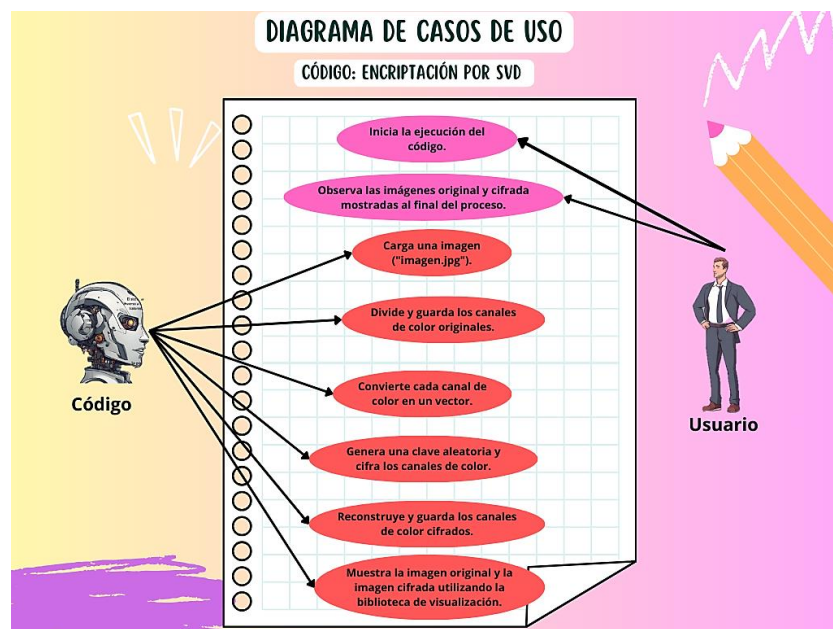 DIAGRAMA DE CASOS DE USO
CÓDIGO: ENCRIPTACIÓN POR SVD
Inicia la ejecución del
código.
Observa las imágenes original y cifrada
mostradas al final del proceso.
Carga una imagen
("imagen.jpg").
Divide y guarda los canales
de color originales.
Convierte cada canal de
color en un vector.
Genera una clave aleatoria y
cifra los canales de color.
Reconstruye y guarda los canales
de color cifrados.
Muestra la imagen original y la
imagen cifrada utilizando la
biblioteca de visualización.
Código
Usuario